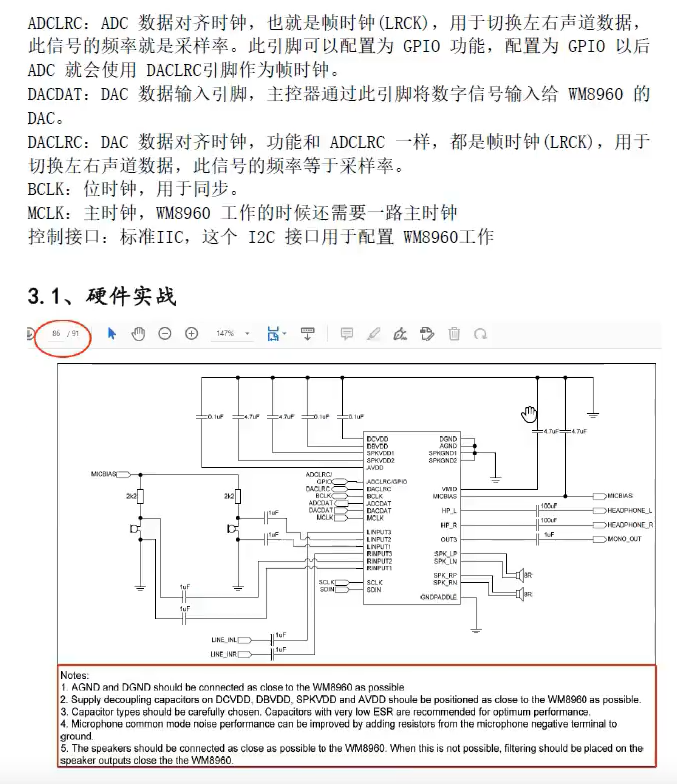 ADCLRC: ADC 数据对齐时钟，也就是帧时钟(LRCK)，用于切换左右声道数据，
此信号的频率就是采样率。此引脚可以配置为 GPIO 功能，配置为 GPIO 以后
ADC 就会使用 DACLRC引脚作为帧时钟。
DACDAT: DAC 数据输入引脚，主控器通过此引脚将数字信号输入给 WM8960 的
DAC。
DACLRC: DAC 数据对齐时钟，功能和 ADCLRC 一样，都是帧时钟(LRCK)，用于
切换左右声道数据，此信号的频率等于采样率。
BCLK: 位时钟，用于同步。
MCLK: 主时钟，WM8960 工作的时候还需要一路主时钟
控制接口：标准IIC，这个 I2C 接口用于配置 WM8960工作
3.1、硬件实战
86 / 91
147%
0.1uF 4.7uF 4.7uF 0.1uF 0.1uF
4.7uF 4.7uF
DCVDD
DBVDD
SPKVDD1
SPKVDD2
AVDD
DGND
AGND
SPKGND1
SPKGND2
MICBIAS
2k2
2k2
ADCLRC/
GPIO
DACLRC
BCLK
ADCDAT
DACDAT
MCLK
ADCLRC/GPIO
DACLRC
BCLK
ADCDAT
DACDAT
MCLK
VMID
MICBIAS
HP_L
HP_R
OUT3
100uF
100uF
1uF
MICBIAS
HEADPHONE_L
HEADPHONE_R
MONO_OUT
1uF
1uF
LINPUT3
LINPUT2
LINPUT1
RINPUT3
RINPUT2
RINPUT1
SPK_LP
SPK_LN
SPK_RP
SPK_RN
8R
8R
1uF
1uF
SCLK
SDIN
SCLK
SDIN
GNDPADDLE
LINE_INL
LINE_INR
1uF
1uF
Notes:
1. AGND and DGND should be connected as close to the WM8960 as possible
2. Supply decoupling capacitors on DCVDD, DBVDD, SPKVDD and AVDD shoule be positioned as close to the WM8960 as possible.
3. Capacitor types should be carefully chosen. Capacitors with very low ESR are recommended for optimum performance.
4. Microphone common mode noise performance can be improved by adding resistors from the microphone negative terminal to
ground.
5. The speakers should be connected as close as possible to the WM8960. When this is not possible, filtering should be placed on the
speaker outputs close the the WM8960.